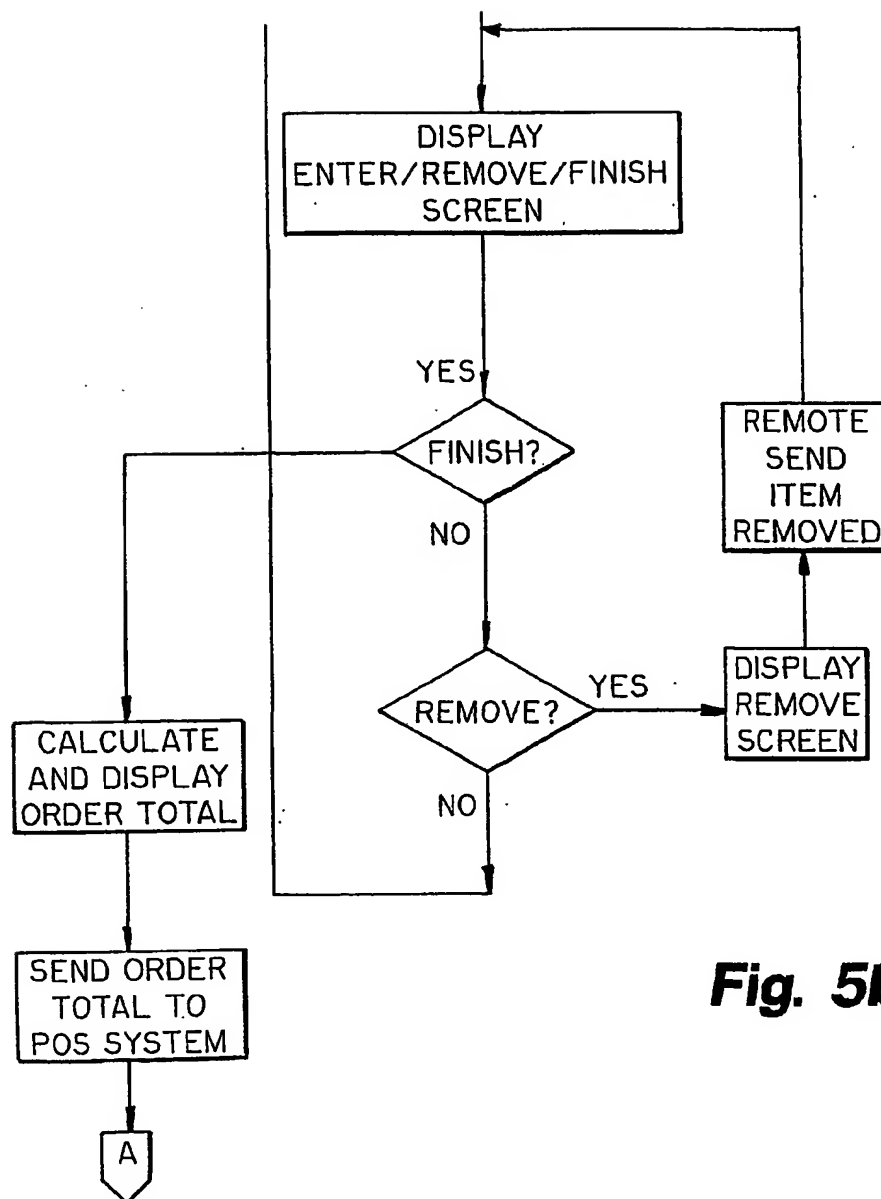 DISPLAY
ENTER/REMOVE/FINISH
SCREEN
YES
FINISH?
NO
REMOTE
SEND
ITEM
REMOVED
REMOVE?
YES
DISPLAY
REMOVE
SCREEN
NO
CALCULATE
AND DISPLAY
ORDER TOTAL
SEND ORDER
TOTAL TO
POS SYSTEM
A
Fig.